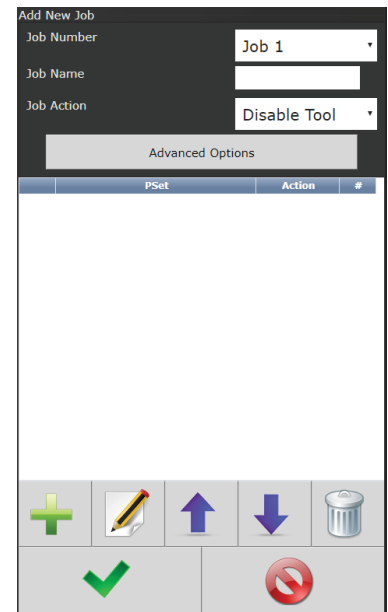 Add New Job
Job Number
Job 1
Job Name
Job Action
Disable Tool
Advanced Options
PSet Action #